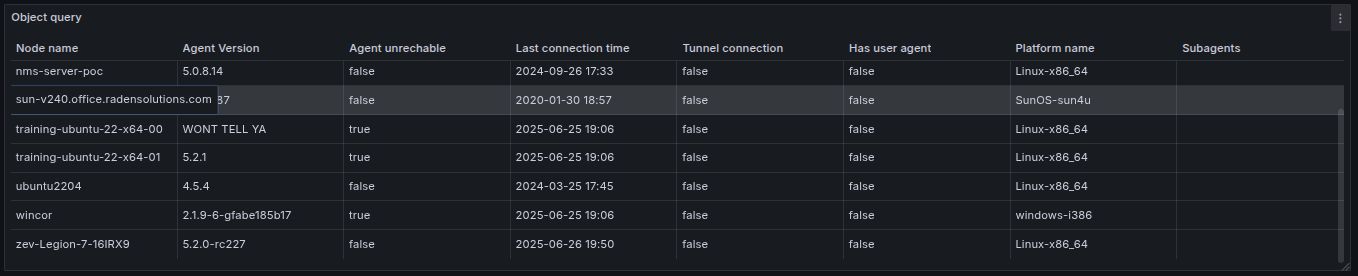 Object query
Node name Agent Version Agent unrechable Last connection time Tunnel connection Has user agent Platform name Subagents
nms-server-poc 5.0.8.14 false 2024-09-26 17:33 false false Linux-x86_64
sun-v240.office.radensolutions.com 87 false 2020-01-30 18:57 false false SunOS-sun4u
training-ubuntu-22-x64-00 WONT TELL YA true 2025-06-25 19:06 false false Linux-x86_64
training-ubuntu-22-x64-01 5.2.1 true 2025-06-25 19:06 false false Linux-x86_64
ubuntu2204 4.5.4 false 2024-03-25 17:45 false false Linux-x86_64
wincor 2.1.9-6-gfabe185b17 true 2025-06-25 19:06 false false windows-i386
zev-Legion-7-16IRX9 5.2.0-rc227 false 2025-06-26 19:50 false false Linux-x86_64